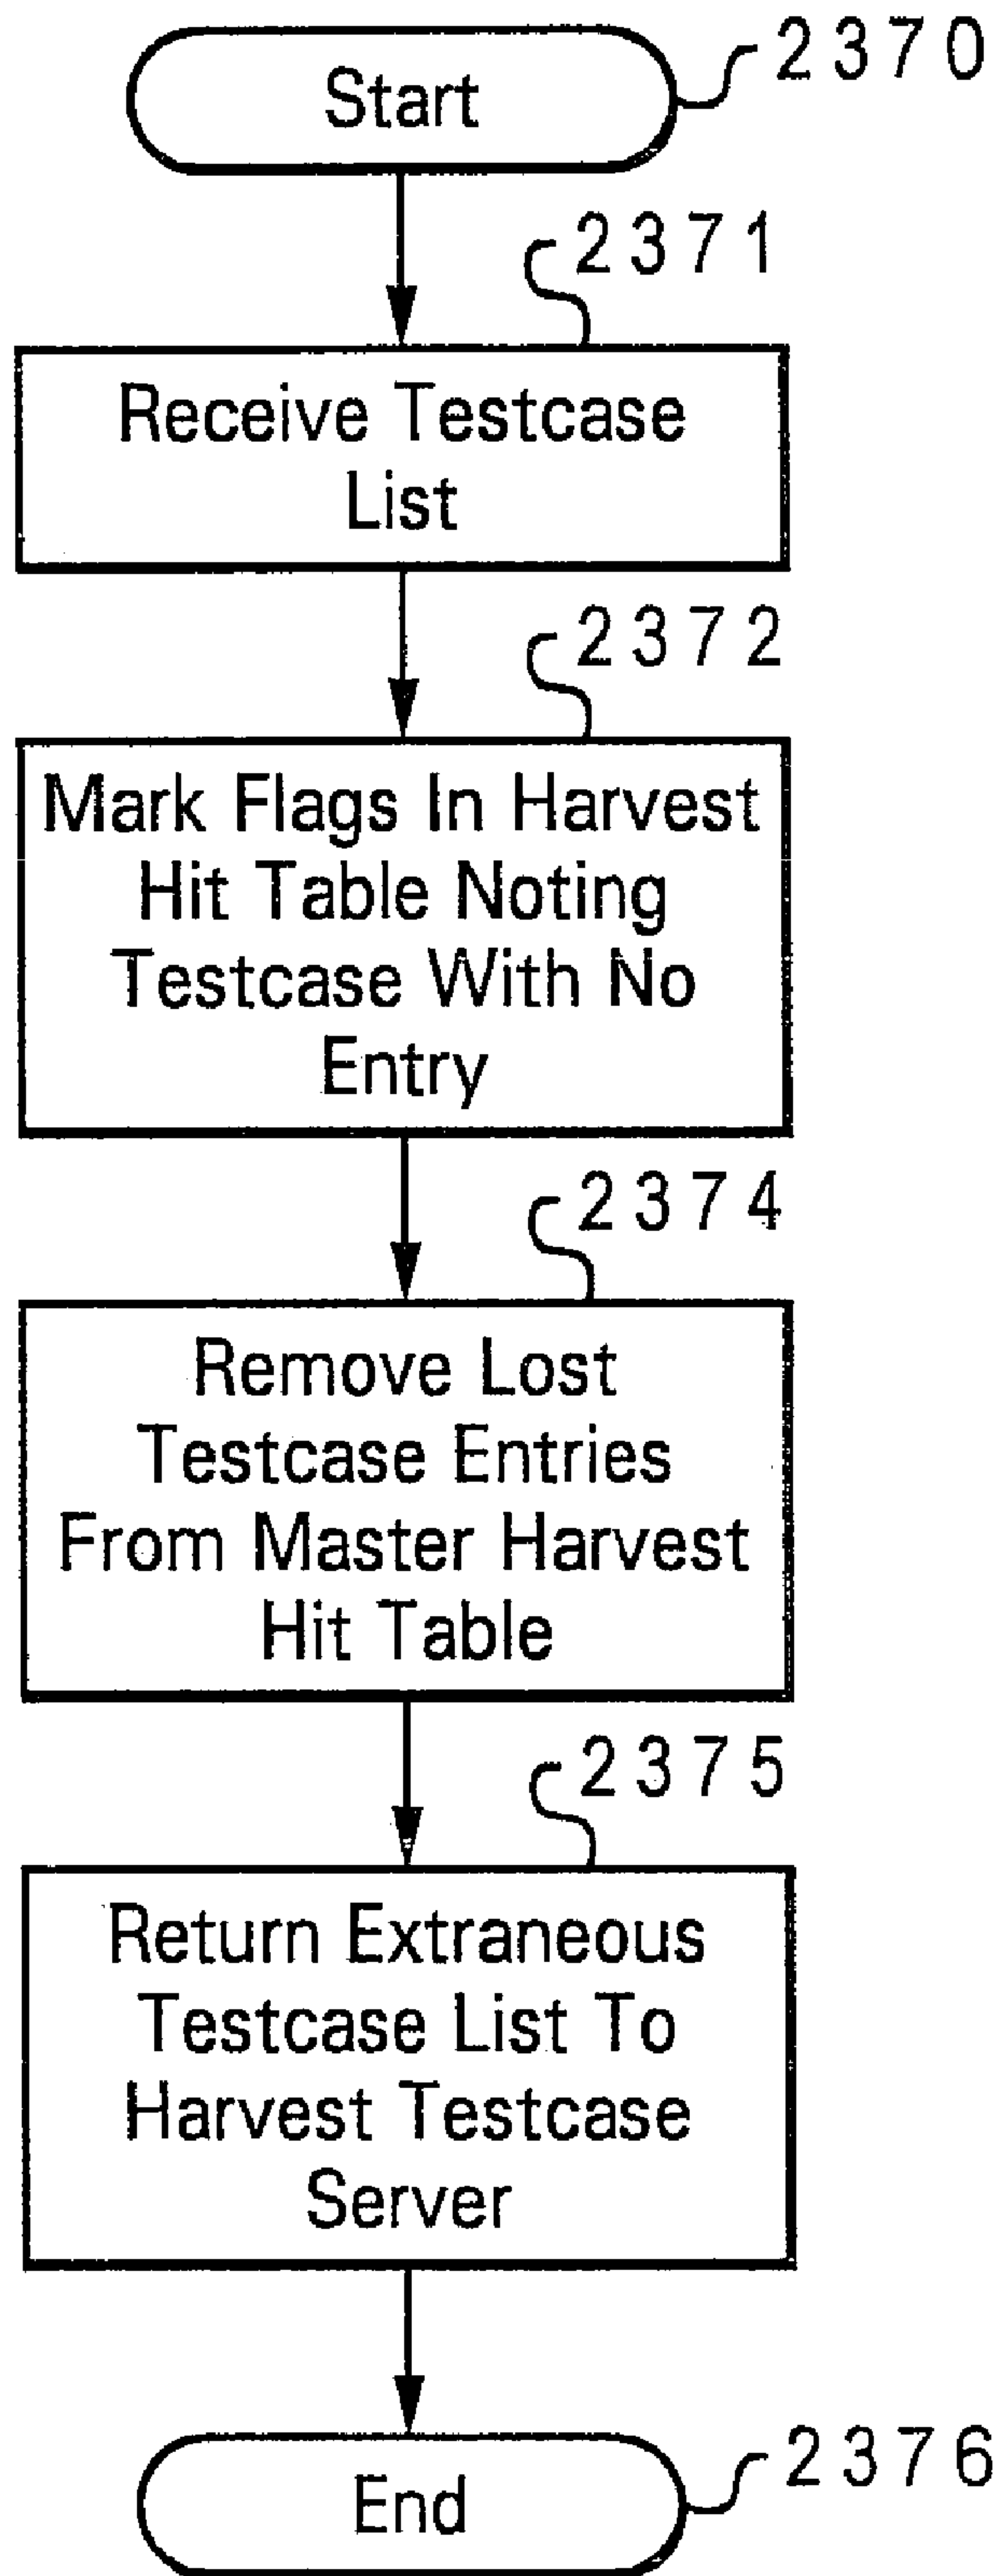 Start
2370
2371
Receive Testcase
List
2372
Mark Flags In Harvest
Hit Table Noting
Testcase With No
Entry
2374
Remove Lost
Testcase Entries
From Master Harvest
Hit Table
2375
Return Extraneous
Testcase List To
Harvest Testcase
Server
End
2376